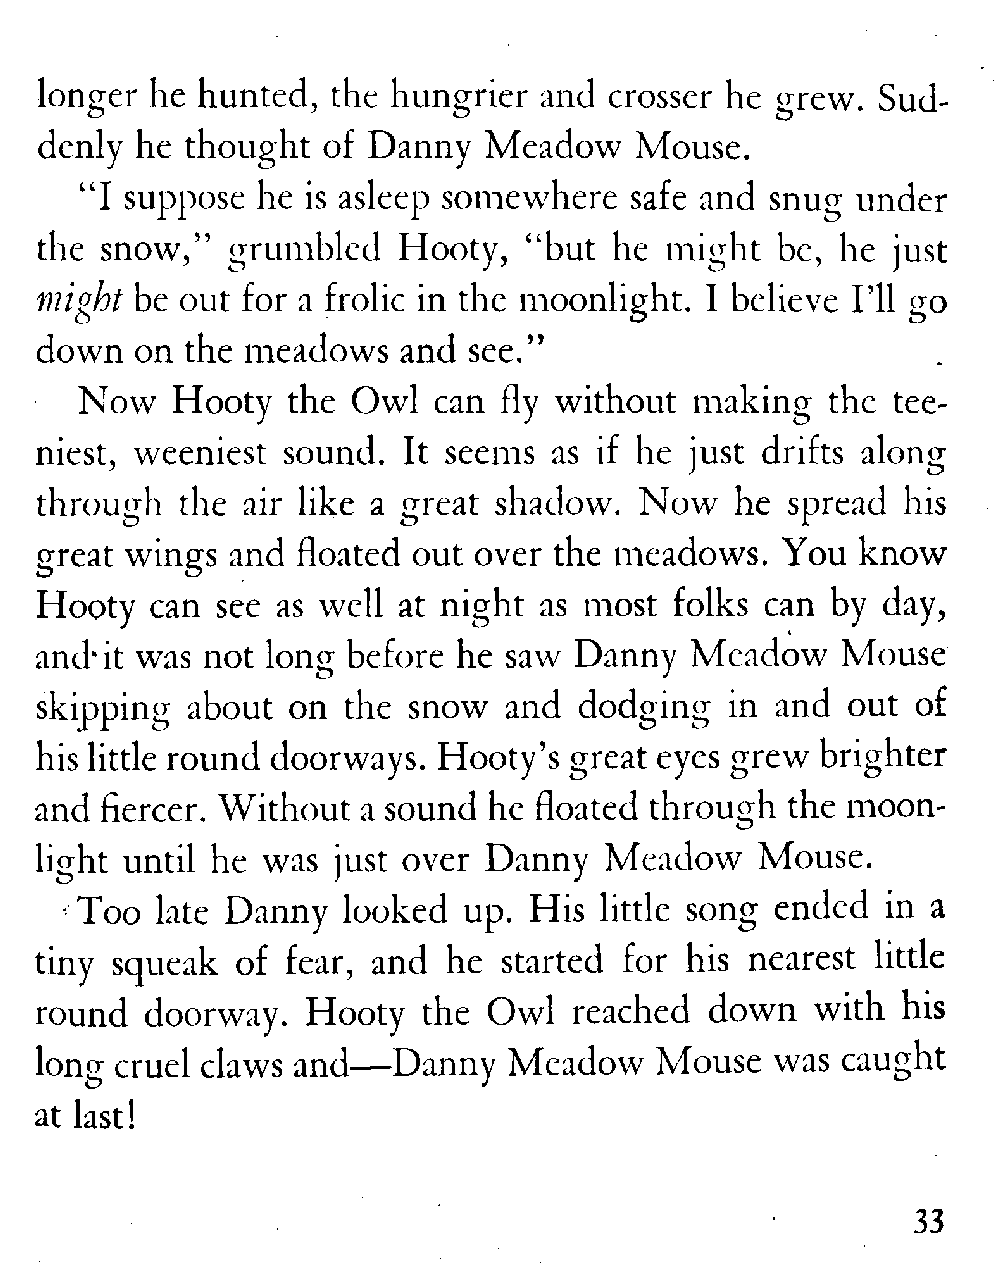 longer he hunted, the hungrier and crosser he grew. Sud-
denly he thought of Danny Meadow Mouse.
“I suppose he is asleep somewhere safe and snug under
the snow,” grumbled Hooty, “but he might be, he just
might be out for a frolic in the moonlight. I believe I’ll go
down on the meadows and see.”
Now Hooty the Owl can fly without making the tee-
niest, weeniest sound. It seems as if he just drifts along
through the air like a great shadow. Now he spread his
great wings and floated out over the meadows. You know
Hooty can see as well at night as most folks can by day,
and it was not long before he saw Danny Meadow Mouse
skipping about on the snow and dodging in and out of
his little round doorways. Hooty’s great eyes grew brighter
and fiercer. Without a sound he floated through the moon-
light until he was just over Danny Meadow Mouse.
Too late Danny looked up. His little song ended in a
tiny squeak of fear, and he started for his nearest little
round doorway. Hooty the Owl reached down with his
long cruel claws and—Danny Meadow Mouse was caught
at last!
33